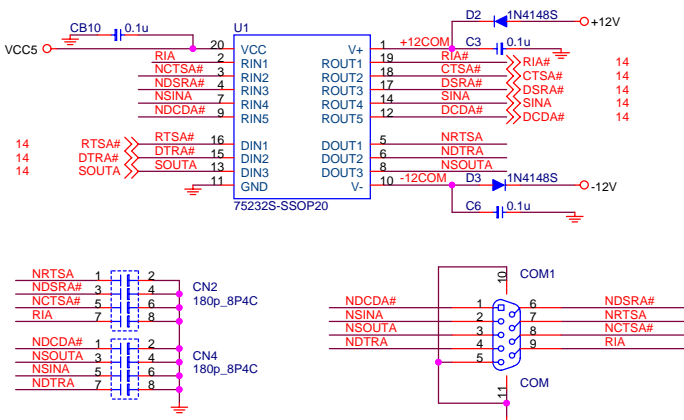 CB10 0.1u
VCC5
U1
D2 1N4148S
+12V
20 VCC V+ 1 +12COM C3 0.1u
RIA 2 RIN1 ROUT1 19 RIA# RIA# 14
NCTSA# 3 RIN2 ROUT2 18 CTSA# CTSA# 14
NDSRA# 4 RIN3 ROUT3 17 DSRA# DSRA# 14
NSINA 7 RIN4 ROUT4 14 SINA SINA 14
NDCDA# 9 RIN5 ROUT5 12 DCDA# DCDA# 14
14 RTSA# RTSA# 16 DIN1 DOUT1 5 NRTSA
14 DTRA# DTRA# 15 DIN2 DOUT2 6 NDTRA
14 SOUTA SOUTA 13 DIN3 DOUT3 8 NSOUTA
11 GND V- 10 -12COM D3 1N4148S -12V
75232S-SSOP20
C6 0.1u
NRTSA 1 2
NDSRA# 3 4
NCTSA# 5 6
RIA 7 8
CN2
180p_8P4C
NDCDA# 1 2
NSOUTA 3 4
NSINA 5 6
NDTRA 7 8
CN4
180p_8P4C
COM1
10
NDCDA# 1 6 NDSRA#
NSINA 2 7 NRTSA
NSOUTA 3 8 NCTSA#
NDTRA 4 9 RIA
5
11
COM